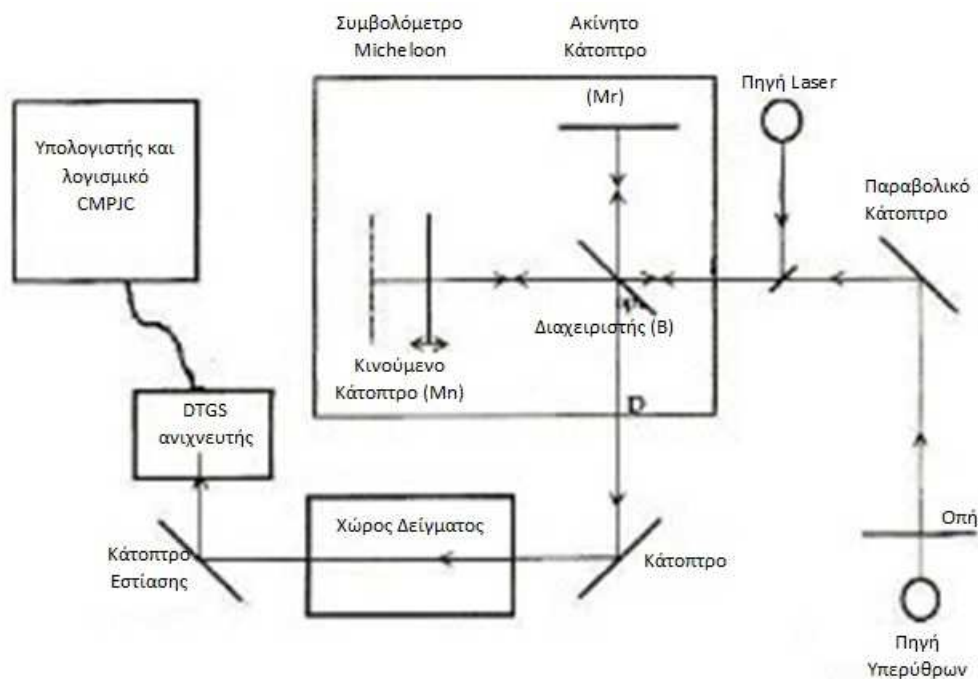 Συμβολόμετρο
Micheloon
Ακίνητο
Κάτοπτρο
(Mr)
Πηγή Laser
Παραβολικό
Κάτοπτρο
Υπολογιστής και
λογισμικό
CMPJC
Διαχειριστής (Β)
Κινούμενο
Κάτοπτρο (Mn)
D
DTGS
ανιχνευτής
Χώρος Δείγματος
Κάτοπτρο
Εστίασης
Κάτοπτρο
Οπή
Πηγή
Υπερύθρων